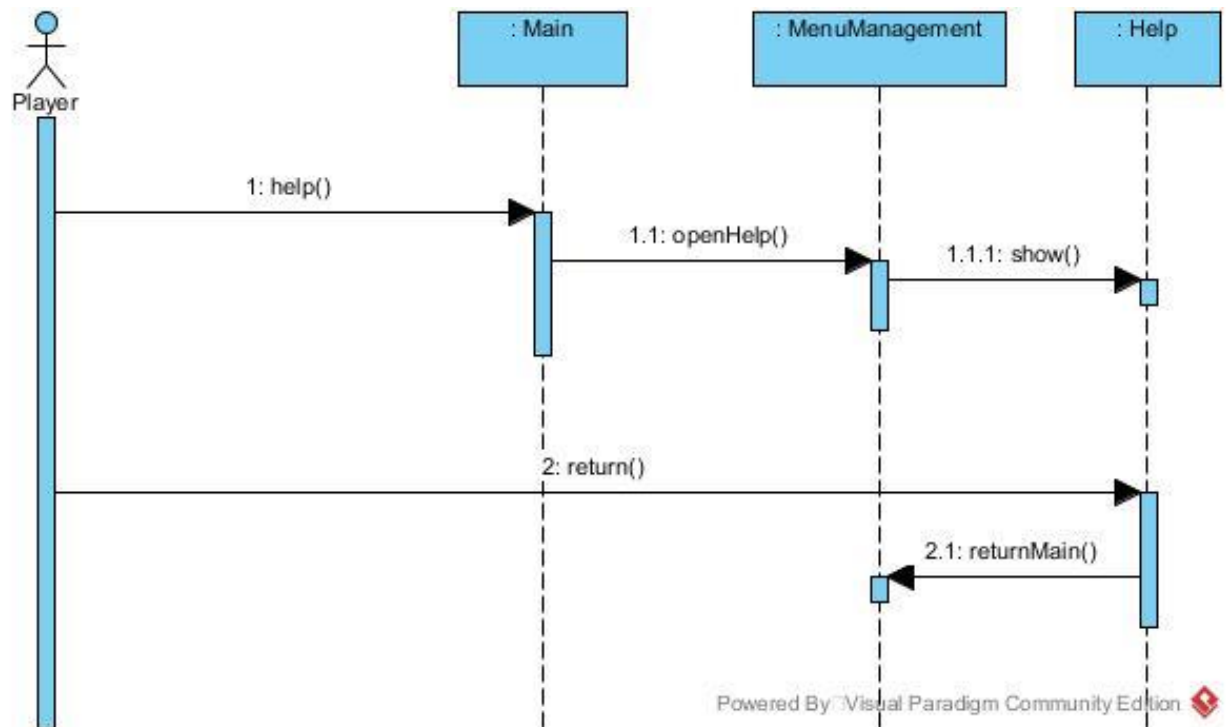 : Main
: MenuManagement
: Help
Player
1: help()
1.1: openHelp()
1.1.1: show()
2: return()
2.1: returnMain()
Powered By Visual Paradigm Community Edition